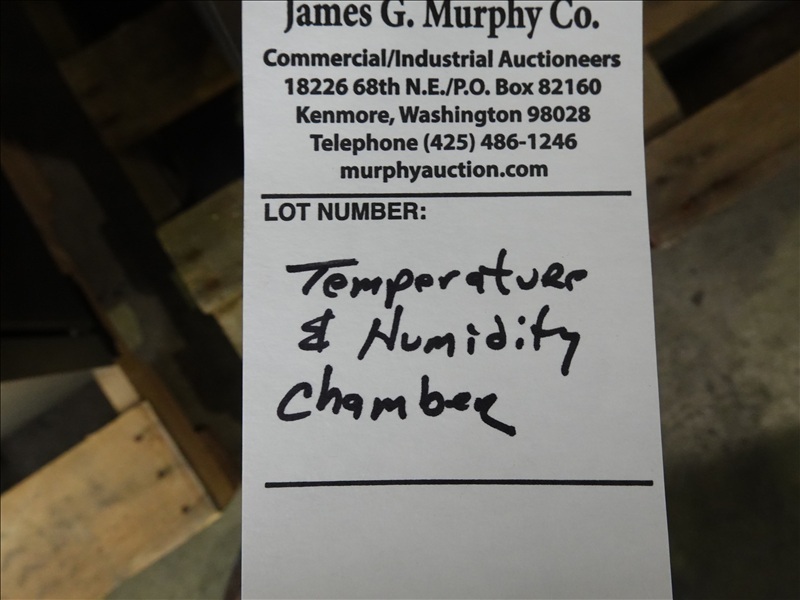 James G. Murphy Co.
Commercial/Industrial Auctioneers
18226 68th N.E./P.O. Box 82160
Kenmore, Washington 98028
Telephone (425) 486-1246
murphyauction.com
LOT NUMBER:
Temperature
& Humidity
Chamber